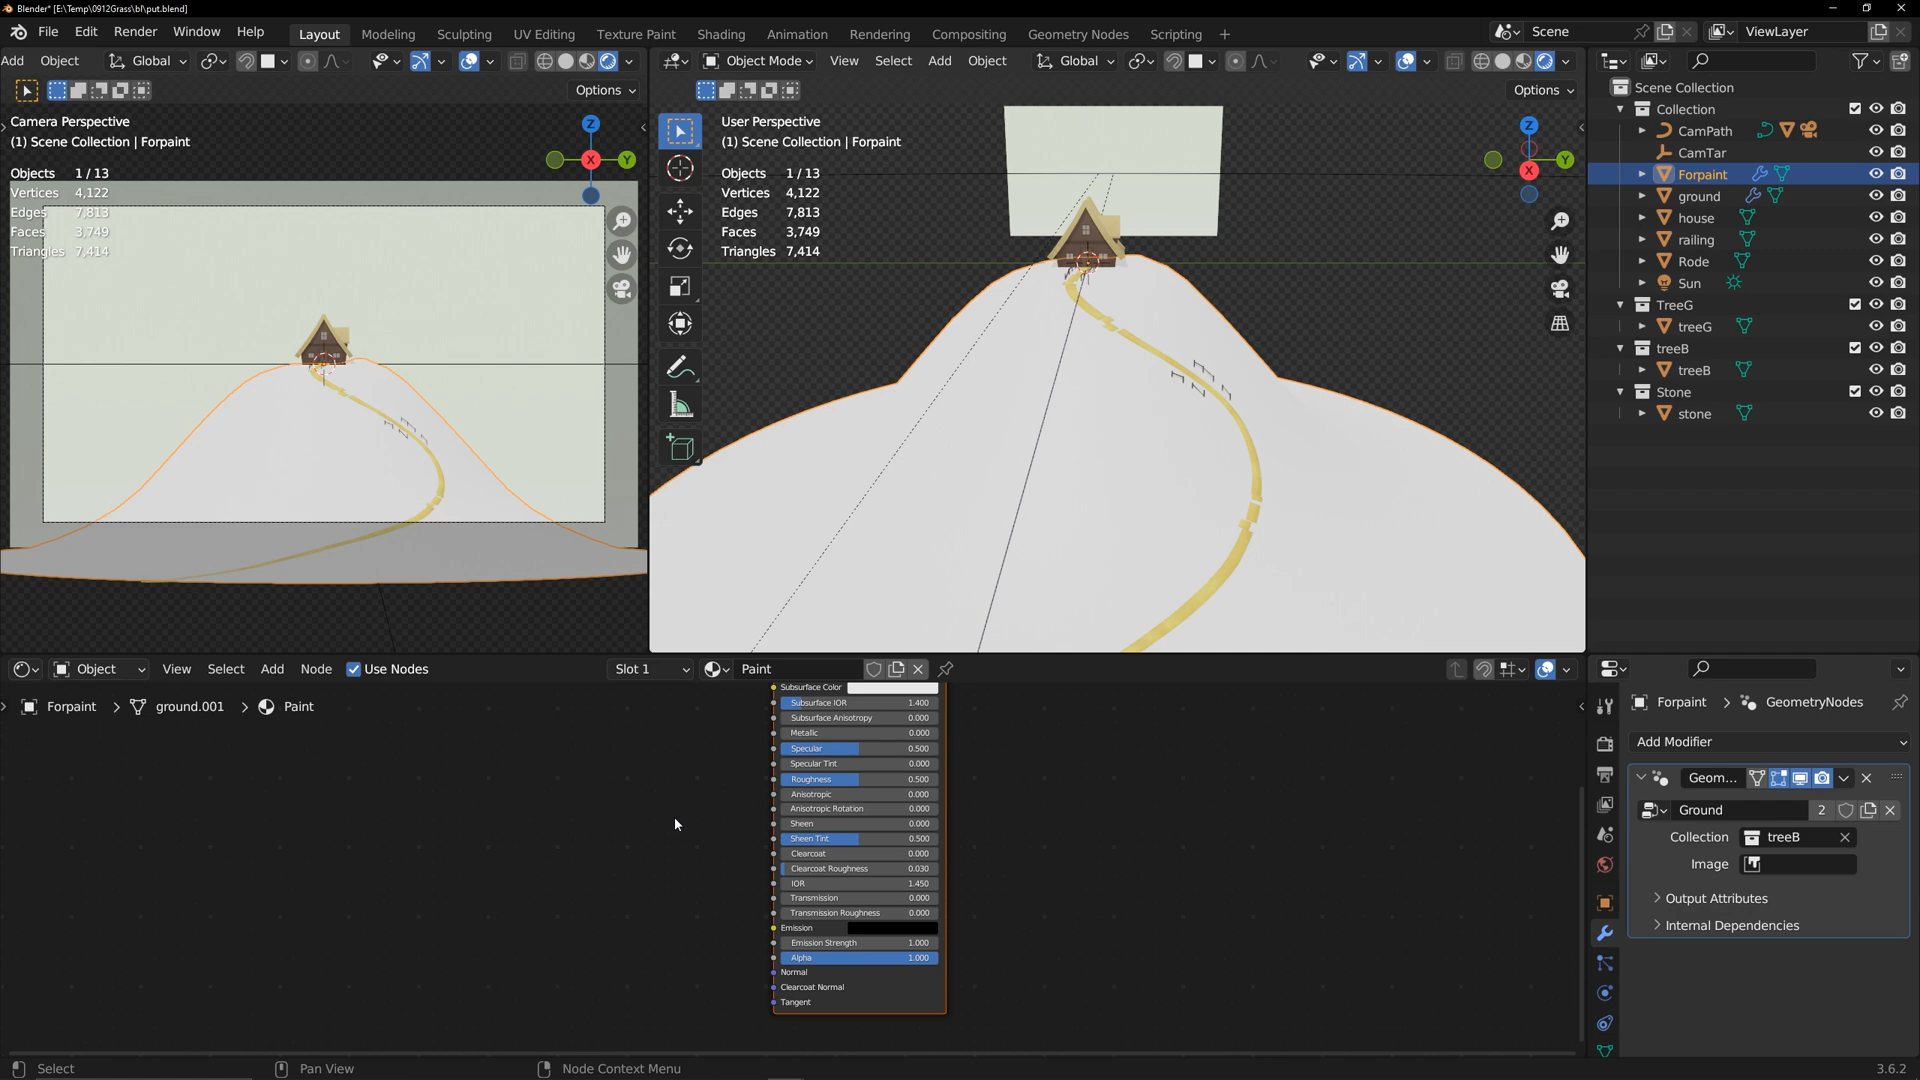 Blender* [E:\Temp\0912Grass\bl\put.blend]
File Edit Render Window Help Layout Modeling Sculpting UV Editing Texture Paint Shading Animation Rendering Compositing Geometry Nodes Scripting + Scene ViewLayer
Add Object Global
Options
Camera Perspective
(1) Scene Collection | Forpaint
Objects 1 / 13
Vertices 4,122
Edges 7,813
Faces 3,749
Triangles 7,414
Z
X
Y
Object Mode View Select Add Object Global
Options
User Perspective
(1) Scene Collection | Forpaint
Objects 1 / 13
Vertices 4,122
Edges 7,813
Faces 3,749
Triangles 7,414
Z
X
Y
Scene Collection
Collection
CamPath
CamTar
Forpaint
ground
house
railing
Rode
Sun
TreeG
treeG
treeB
treeB
Stone
stone
Object View Select Add Node Use Nodes Slot 1 Paint
Forpaint > ground.001 > Paint
Subsurface Color
Subsurface IOR 1.400
Subsurface Anisotropy 0.000
Metallic 0.000
Specular 0.500
Specular Tint 0.000
Roughness 0.500
Anisotropic 0.000
Anisotropic Rotation 0.000
Sheen 0.000
Sheen Tint 0.500
Clearcoat 0.000
Clearcoat Roughness 0.030
IOR 1.450
Transmission 0.000
Transmission Roughness 0.000
Emission
Emission Strength 1.000
Alpha 1.000
Normal
Clearcoat Normal
Tangent
Forpaint > GeometryNodes
Add Modifier
Geom...
Ground 2
Collection treeB
Image
Output Attributes
Internal Dependencies
Select Pan View Node Context Menu 3.6.2